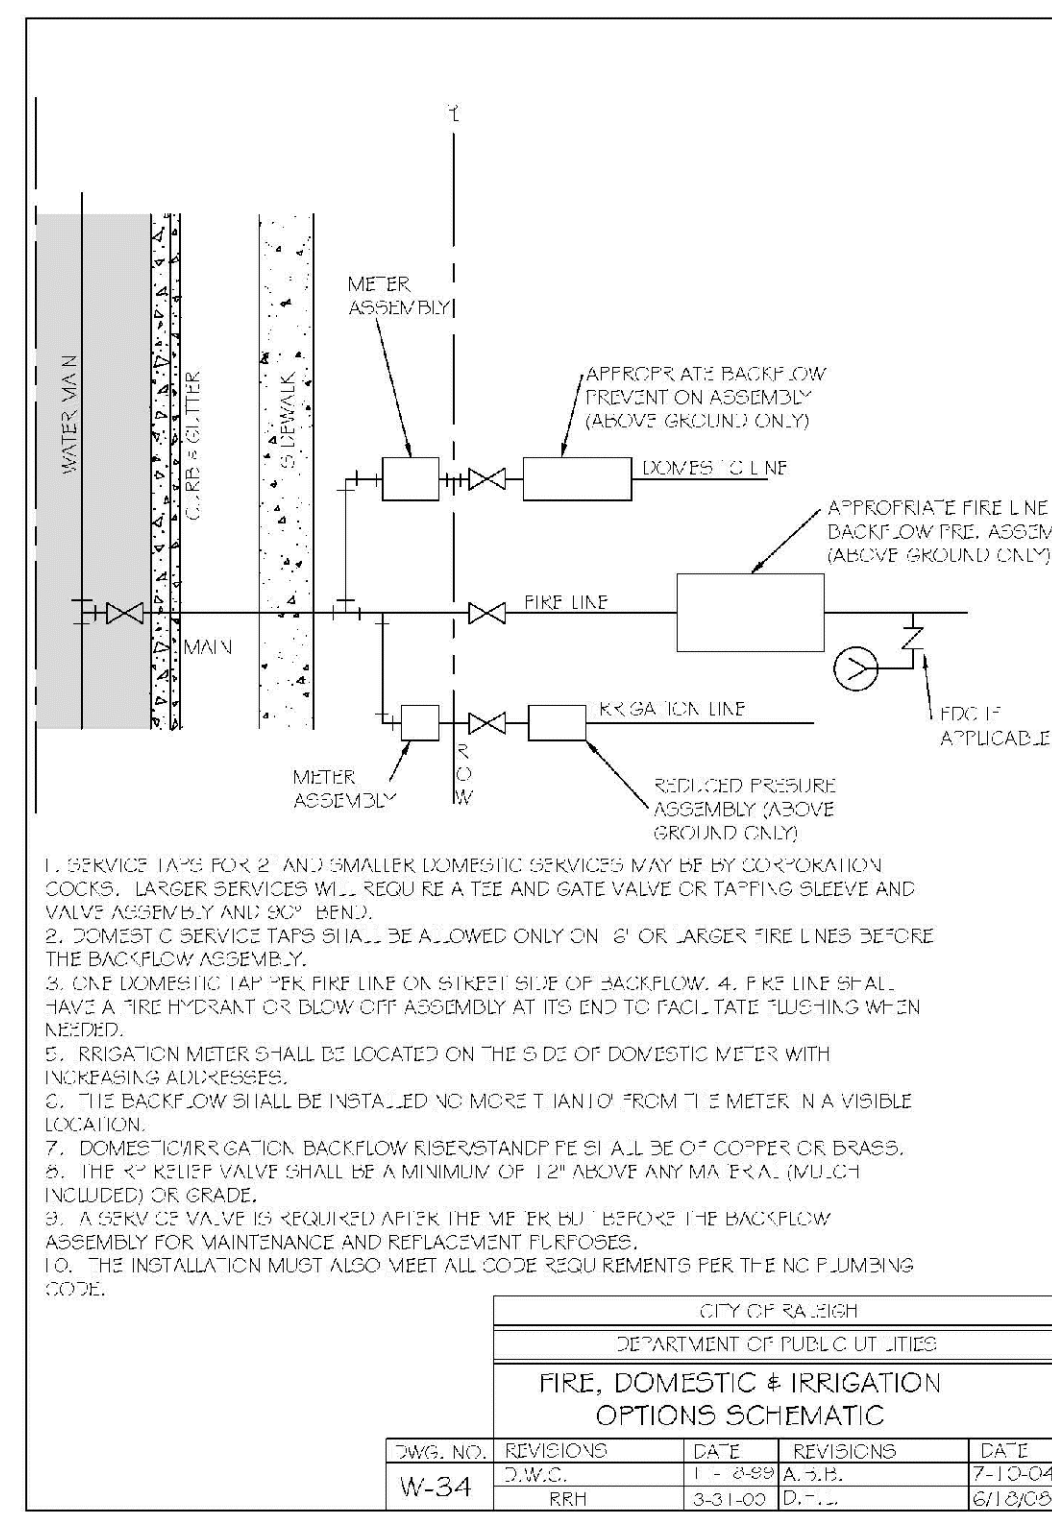 METER
ASSEMBLY
WATER MAIN
CURB & GUTTER
SIDEWALK
APPROPRIATE BACKFLOW
PREVENTION ASSEMBLY
(ABOVE GROUND ONLY)
DOMESTIC LINE
APPROPRIATE FIRE LINE
BACKFLOW PRE. ASSEM
(ABOVE GROUND ONLY)
FIRE LINE
MAIN
IRRIGATION LINE
FDC IF
APPLICABLE
ROW
METER
ASSEMBLY
REDUCED PRESURE
ASSEMBLY (ABOVE
GROUND ONLY)
1. SERVICE TAPS FOR 2" AND SMALLER DOMESTIC SERVICES MAY BE BY CORPORATION
COCKS. LARGER SERVICES WILL REQUIRE A TEE AND GATE VALVE OR TAPPING SLEEVE AND
VALVE ASSEMBLY AND 90° BEND.
2. DOMESTIC SERVICE TAPS SHALL BE ALLOWED ONLY ON 6" OR LARGER FIRE LINES BEFORE
THE BACKFLOW ASSEMBLY.
3. ONE DOMESTIC TAP PER FIRE LINE ON STREET SIDE OF BACKFLOW. 4. FIRE LINE SHALL
HAVE A FIRE HYDRANT OR BLOW OFF ASSEMBLY AT ITS END TO FACILITATE FLUSHING WHEN
NEEDED.
5. IRRIGATION METER SHALL BE LOCATED ON THE SIDE OF DOMESTIC METER WITH
INCREASING ADDRESSES.
6. THE BACKFLOW SHALL BE INSTALLED NO MORE THAN 10' FROM THE METER IN A VISIBLE
LOCATION.
7. DOMESTIC/IRRIGATION BACKFLOW RISER/STANDPIPE SHALL BE OF COPPER OR BRASS.
8. THE RP RELIEF VALVE SHALL BE A MINIMUM OF 12" ABOVE ANY MATERIAL (MULCH
INCLUDED) OR GRADE.
9. A SERVICE VALVE IS REQUIRED AFTER THE METER BUT BEFORE THE BACKFLOW
ASSEMBLY FOR MAINTENANCE AND REPLACEMENT PURPOSES.
10. THE INSTALLATION MUST ALSO MEET ALL CODE REQUIREMENTS PER THE NC PLUMBING
CODE.
CITY OF RALEIGH
DEPARTMENT OF PUBLIC UTILITIES
FIRE, DOMESTIC & IRRIGATION
OPTIONS SCHEMATIC
DWG. NO. REVISIONS DATE REVISIONS DATE
W-34 D.W.C. A.B.B. 7-10-04
RRH 3-31-00 6/18/08